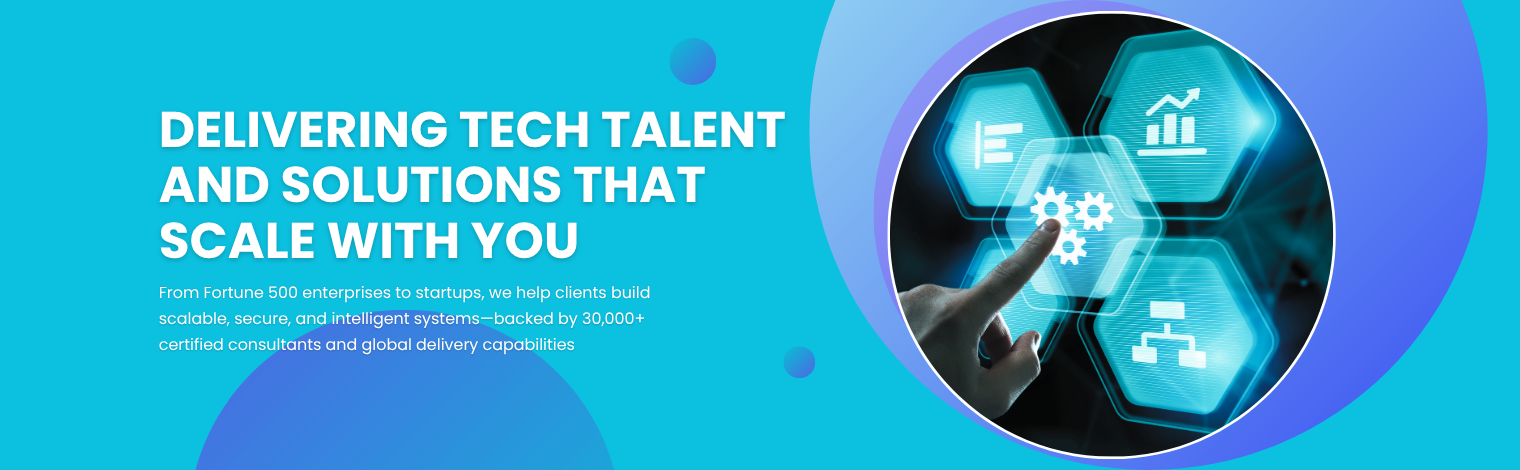 DELIVERING TECH TALENT
AND SOLUTIONS THAT
SCALE WITH YOU
From Fortune 500 enterprises to startups, we help clients build
scalable, secure, and intelligent systems—backed by 30,000+
certified consultants and global delivery capabilities